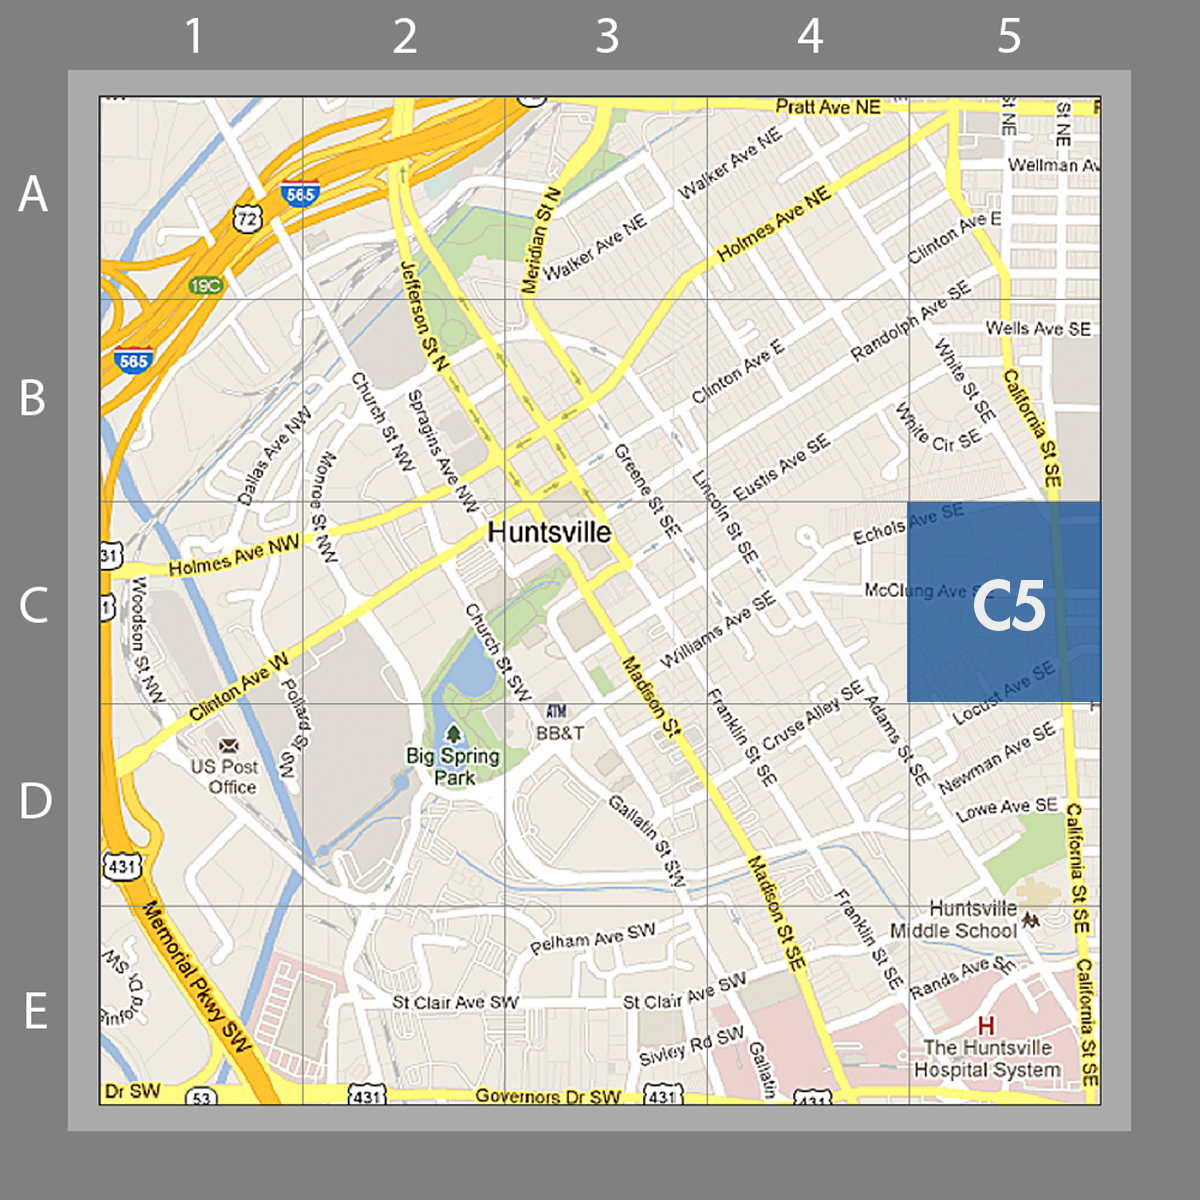 1 2 3 4 5
A
B
C
D
E
Pratt Ave NE
St NE
St NE
Wellman Av
Walker Ave NE
565
72
Meridian St N
Holmes Ave NE
Clinton Ave E
Walker Ave NE
19C
Jefferson St N
Randolph Ave SE
Wells Ave SE
565
Clinton Ave E
White St SE
California St SE
Church St NW
Spragins Ave NW
Dallas Ave NW
White Cir SE
Monroe St NW
Greene St SE
Eustis Ave SE
Lincoln St SE
Huntsville
Echols Ave SE
Holmes Ave NW
31
McClung Ave SE
C5
1
Woodson St NW
Church St SW
Williams Ave SE
Clinton Ave W
Pollard St SW
Madison St
Franklin St SE
Cruse Alley SE
Adams St SE
Locust Ave SE
ATM
BB&T
US Post
Office
Big Spring
Park
Newman Ave SE
Gallatin St SW
Lowe Ave SE
California St SE
431
Madison St SE
Franklin St SE
Huntsville
Middle School
Memorial Pkwy SW
Pelham Ave SW
Dr SW
California St SE
Rands Ave S
St Clair Ave SW
St Clair Ave SW
H
The Huntsville
Hospital System
Sivley Rd SW
Gallatin
Dr SW
53
431
Governors Dr SW
431
431